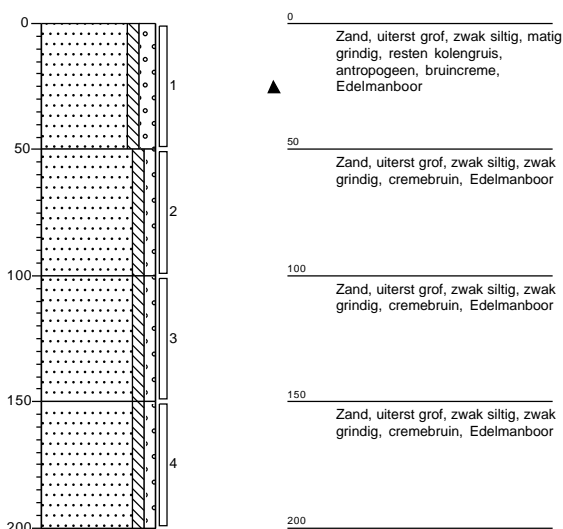 0
0
Zand, uiterst grof, zwak siltig, matig
grindig, resten kolengruis,
antropogeen, bruincreme,
Edelmanboor
1
50
50
Zand, uiterst grof, zwak siltig, zwak
grindig, cremebruin, Edelmanboor
2
100
100
Zand, uiterst grof, zwak siltig, zwak
grindig, cremebruin, Edelmanboor
3
150
150
Zand, uiterst grof, zwak siltig, zwak
grindig, cremebruin, Edelmanboor
4
200
200